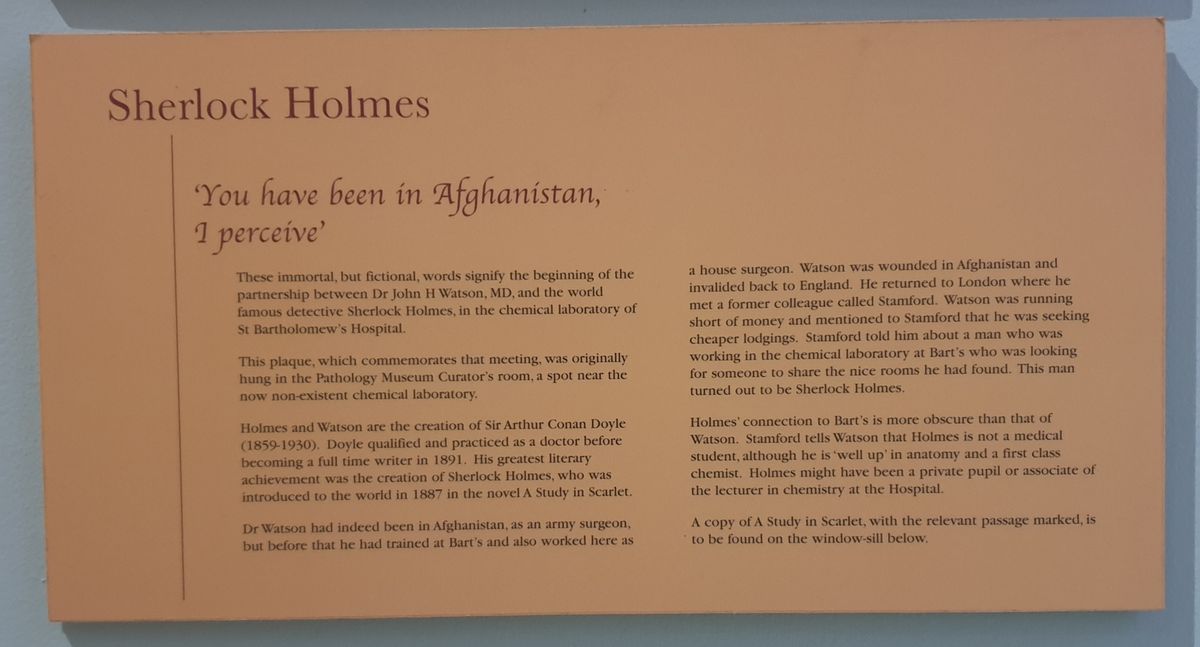 Sherlock Holmes
‘You have been in Afghanistan,
I perceive’
These immortal, but fictional, words signify the beginning of the
partnership between Dr John H Watson, MD, and the world
famous detective Sherlock Holmes, in the chemical laboratory of
St Bartholomew's Hospital.
This plaque, which commemorates that meeting, was originally
hung in the Pathology Museum Curator's room, a spot near the
now non-existent chemical laboratory.
Holmes and Watson are the creation of Sir Arthur Conan Doyle
(1859-1930). Doyle qualified and practiced as a doctor before
becoming a full time writer in 1891. His greatest literary
achievement was the creation of Sherlock Holmes, who was
introduced to the world in 1887 in the novel A Study in Scarlet.
Dr Watson had indeed been in Afghanistan, as an army surgeon,
but before that he had trained at Bart's and also worked here as
a house surgeon. Watson was wounded in Afghanistan and
invalided back to England. He returned to London where he
met a former colleague called Stamford. Watson was running
short of money and mentioned to Stamford that he was seeking
cheaper lodgings. Stamford told him about a man who was
working in the chemical laboratory at Bart's who was looking
for someone to share the nice rooms he had found. This man
turned out to be Sherlock Holmes.
Holmes' connection to Bart's is more obscure than that of
Watson. Stamford tells Watson that Holmes is not a medical
student, although he is ‘well up’ in anatomy and a first class
chemist. Holmes might have been a private pupil or associate of
the lecturer in chemistry at the Hospital.
A copy of A Study in Scarlet, with the relevant passage marked, is
to be found on the window-sill below.